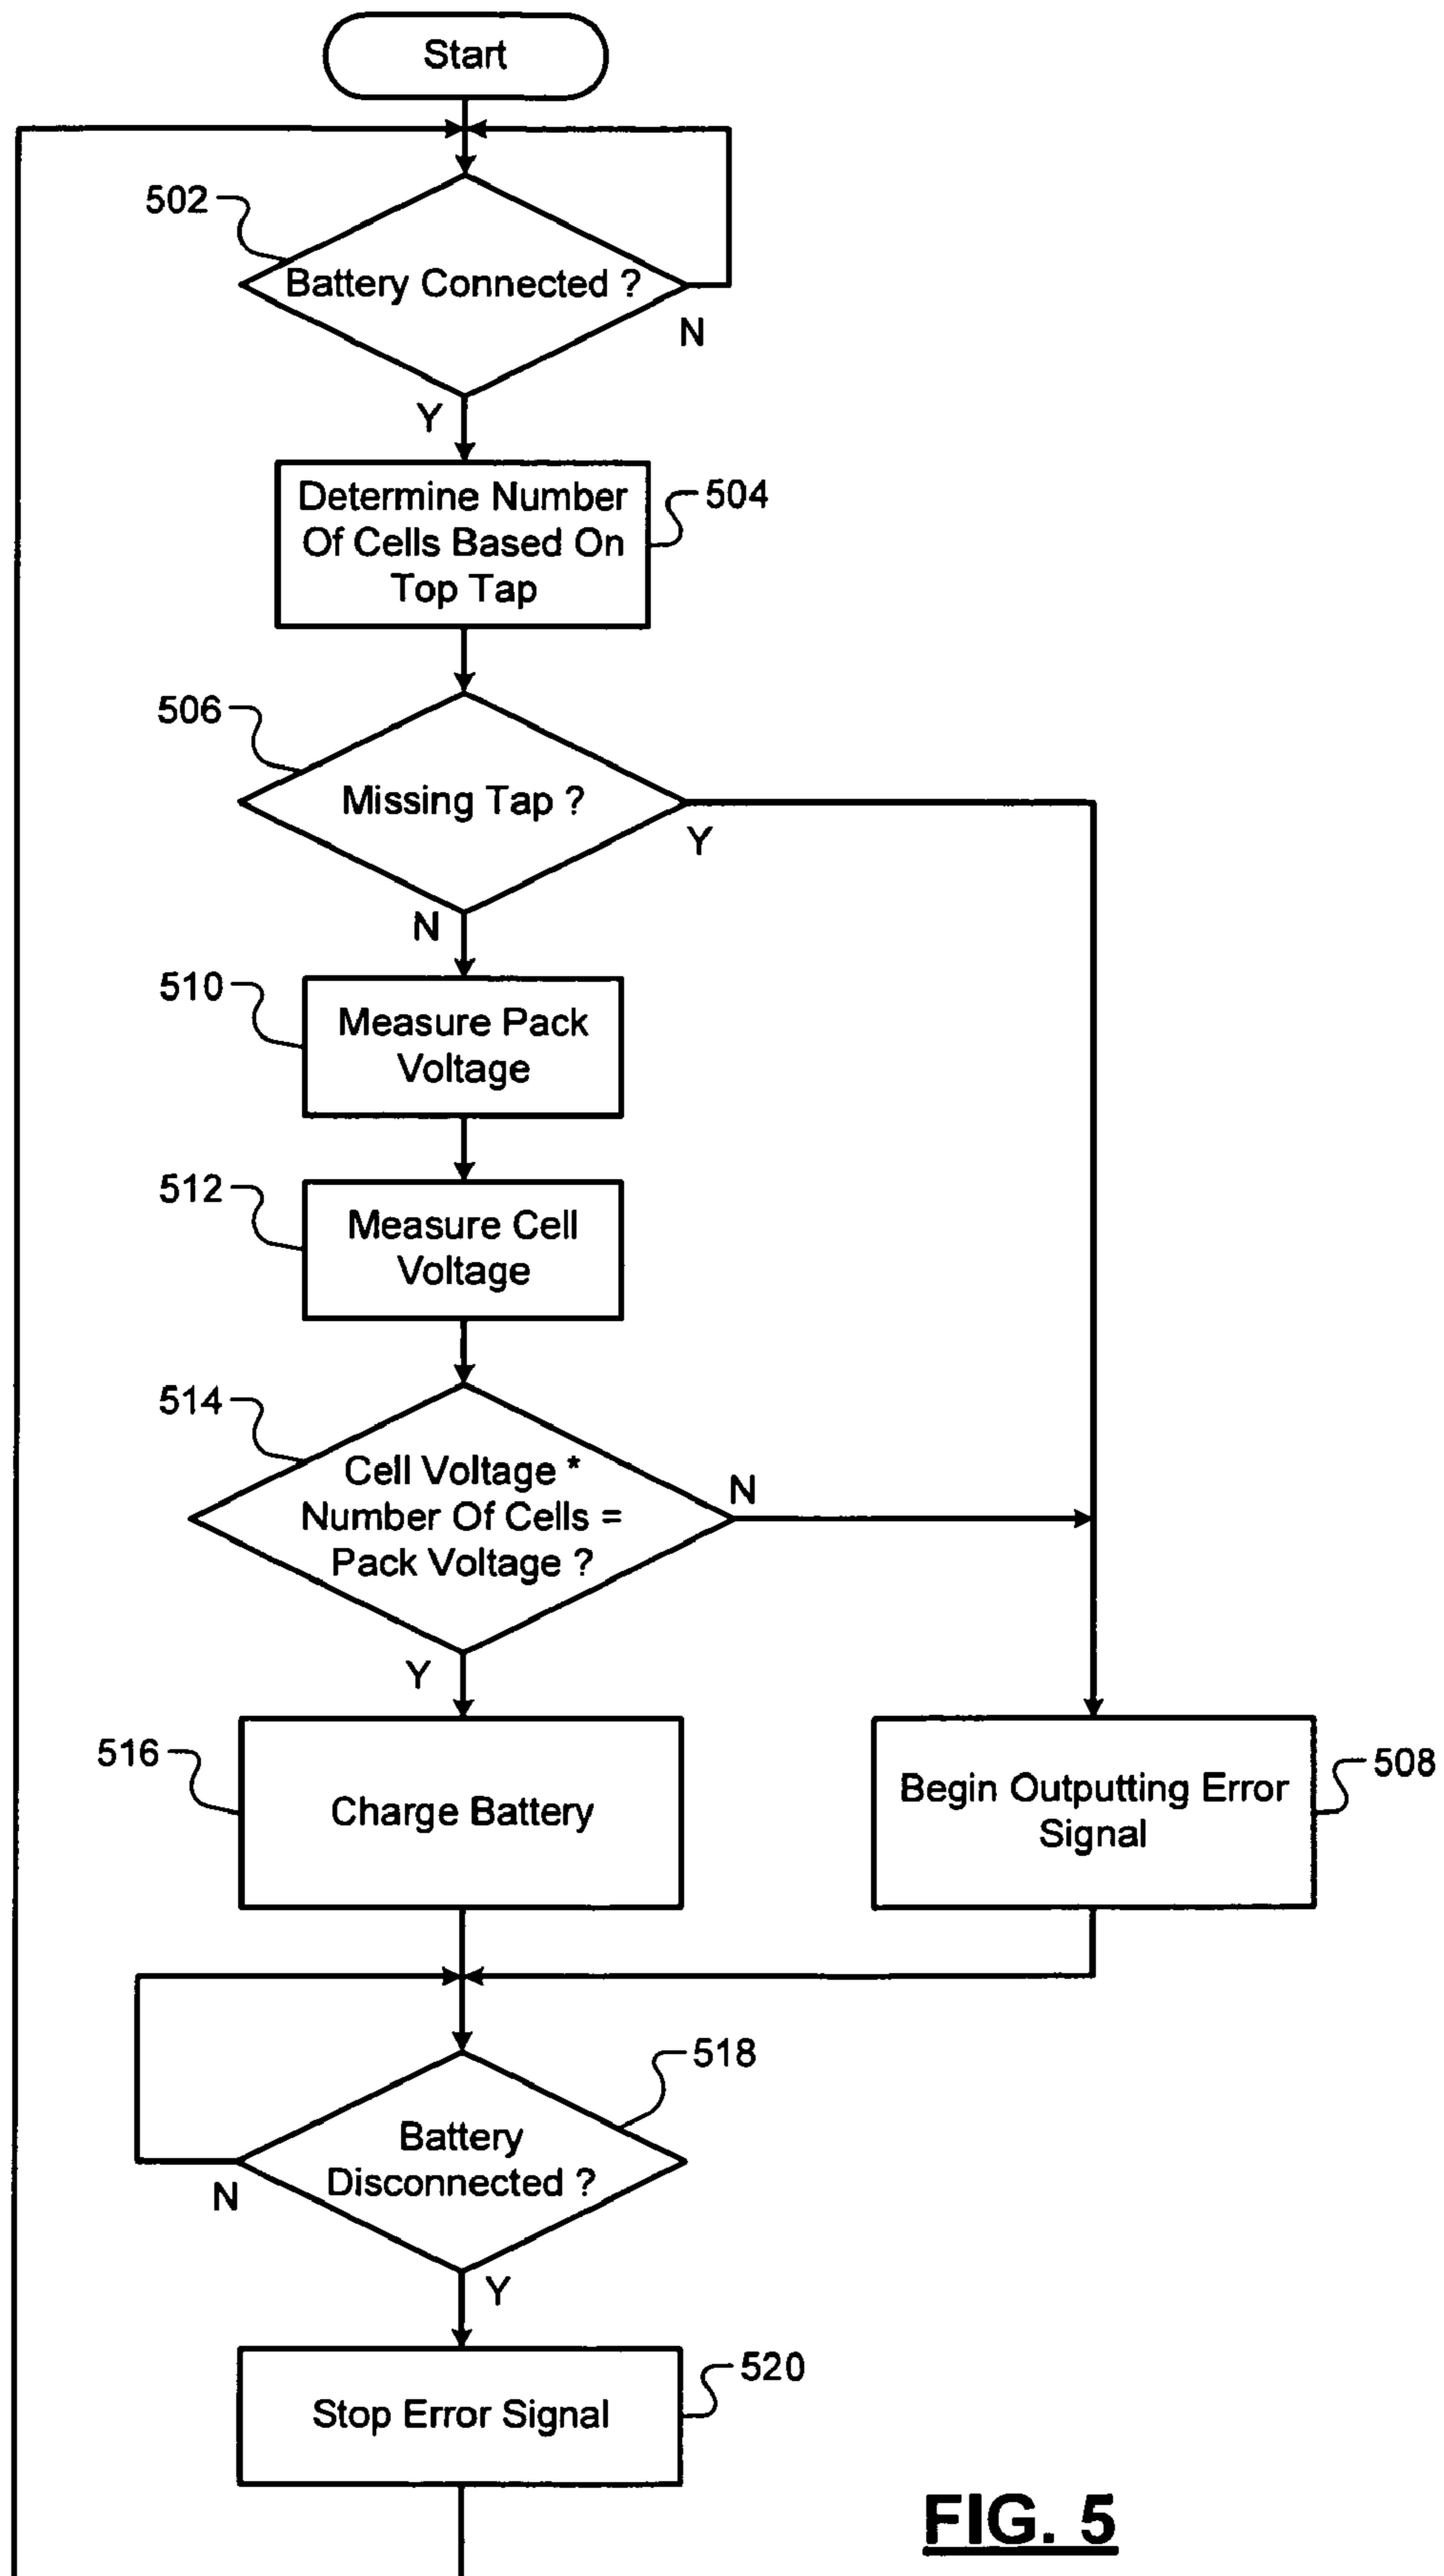 Start
502
Battery Connected ?
N
Y
Determine Number
Of Cells Based On
Top Tap
504
506
Missing Tap ?
Y
N
510
Measure Pack
Voltage
512
Measure Cell
Voltage
514
Cell Voltage *
Number Of Cells =
Pack Voltage ?
N
Y
516
Charge Battery
Begin Outputting Error
Signal
508
518
Battery
Disconnected ?
N
Y
Stop Error Signal
520
FIG. 5